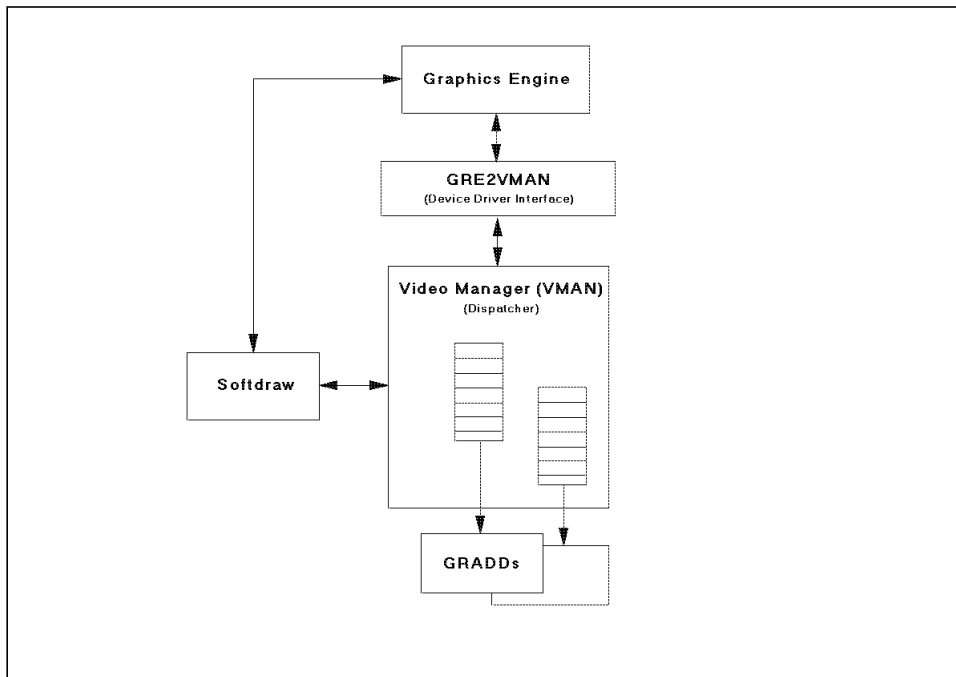 Graphics Engine
GRE2VMAN
(Device Driver Interface)
Video Manager (VMAN)
(Dispatcher)
Softdraw
GRADDs